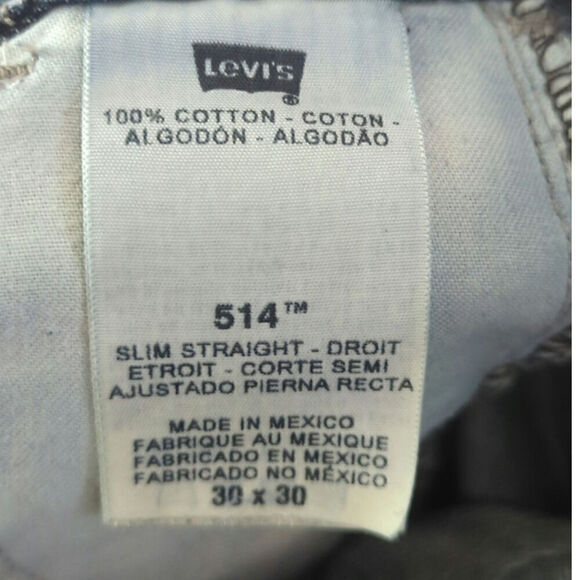 LEVI'S
®
100% COTTON - COTON -
ALGODÓN - ALGODÃO
514™
SLIM STRAIGHT - DROIT
ETROIT - CORTE SEMI
AJUSTADO PIERNA RECTA
MADE IN MEXICO
FABRIQUE AU MEXIQUE
FABRICADO EN MEXICO
FABRICADO NO MÉXICO
30 x 30